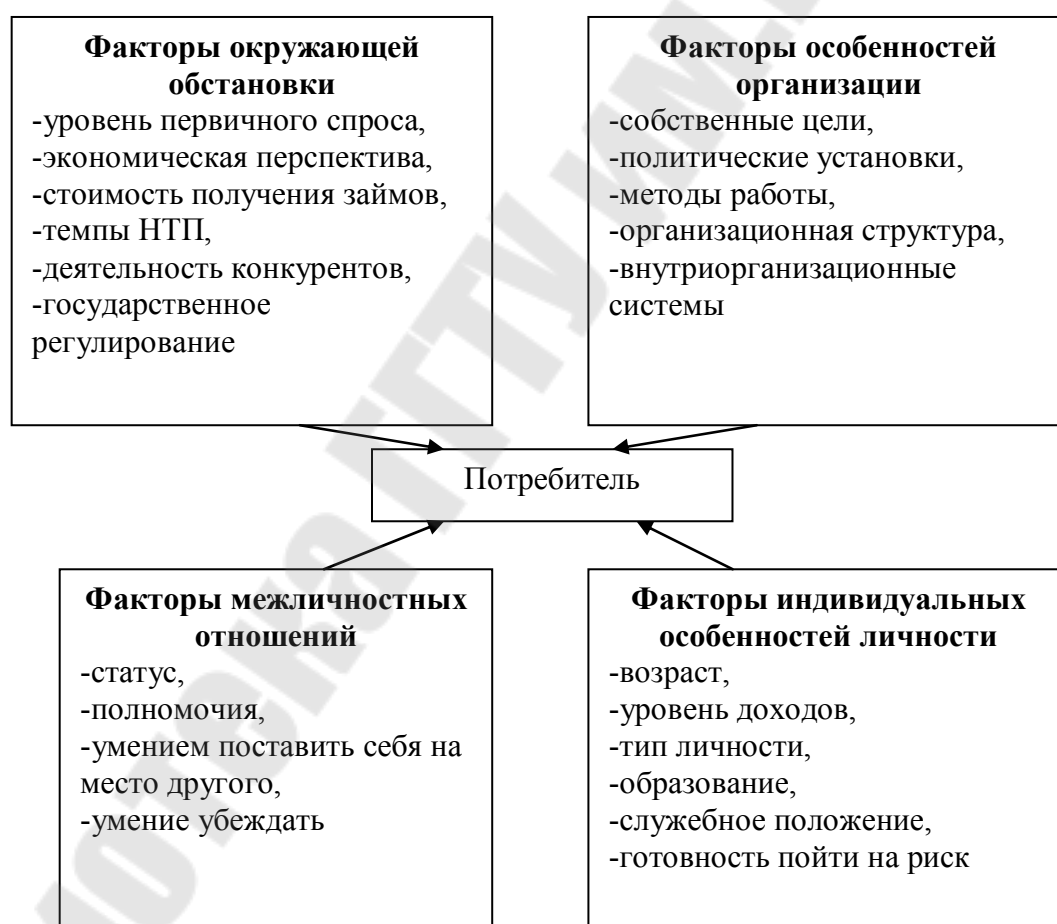 Факторы окружающей
обстановки
-уровень первичного спроса,
-экономическая перспектива,
-стоимость получения займов,
-темпы НТП,
-деятельность конкурентов,
-государственное
регулирование
Факторы особенностей
организации
-собственные цели,
-политические установки,
-методы работы,
-организационная структура,
-внутриорганизационные
системы
Потребитель
Факторы межличностных
отношений
-статус,
-полномочия,
-умением поставить себя на
место другого,
-умение убеждать
Факторы индивидуальных
особенностей личности
-возраст,
-уровень доходов,
-тип личности,
-образование,
-служебное положение,
-готовность пойти на риск